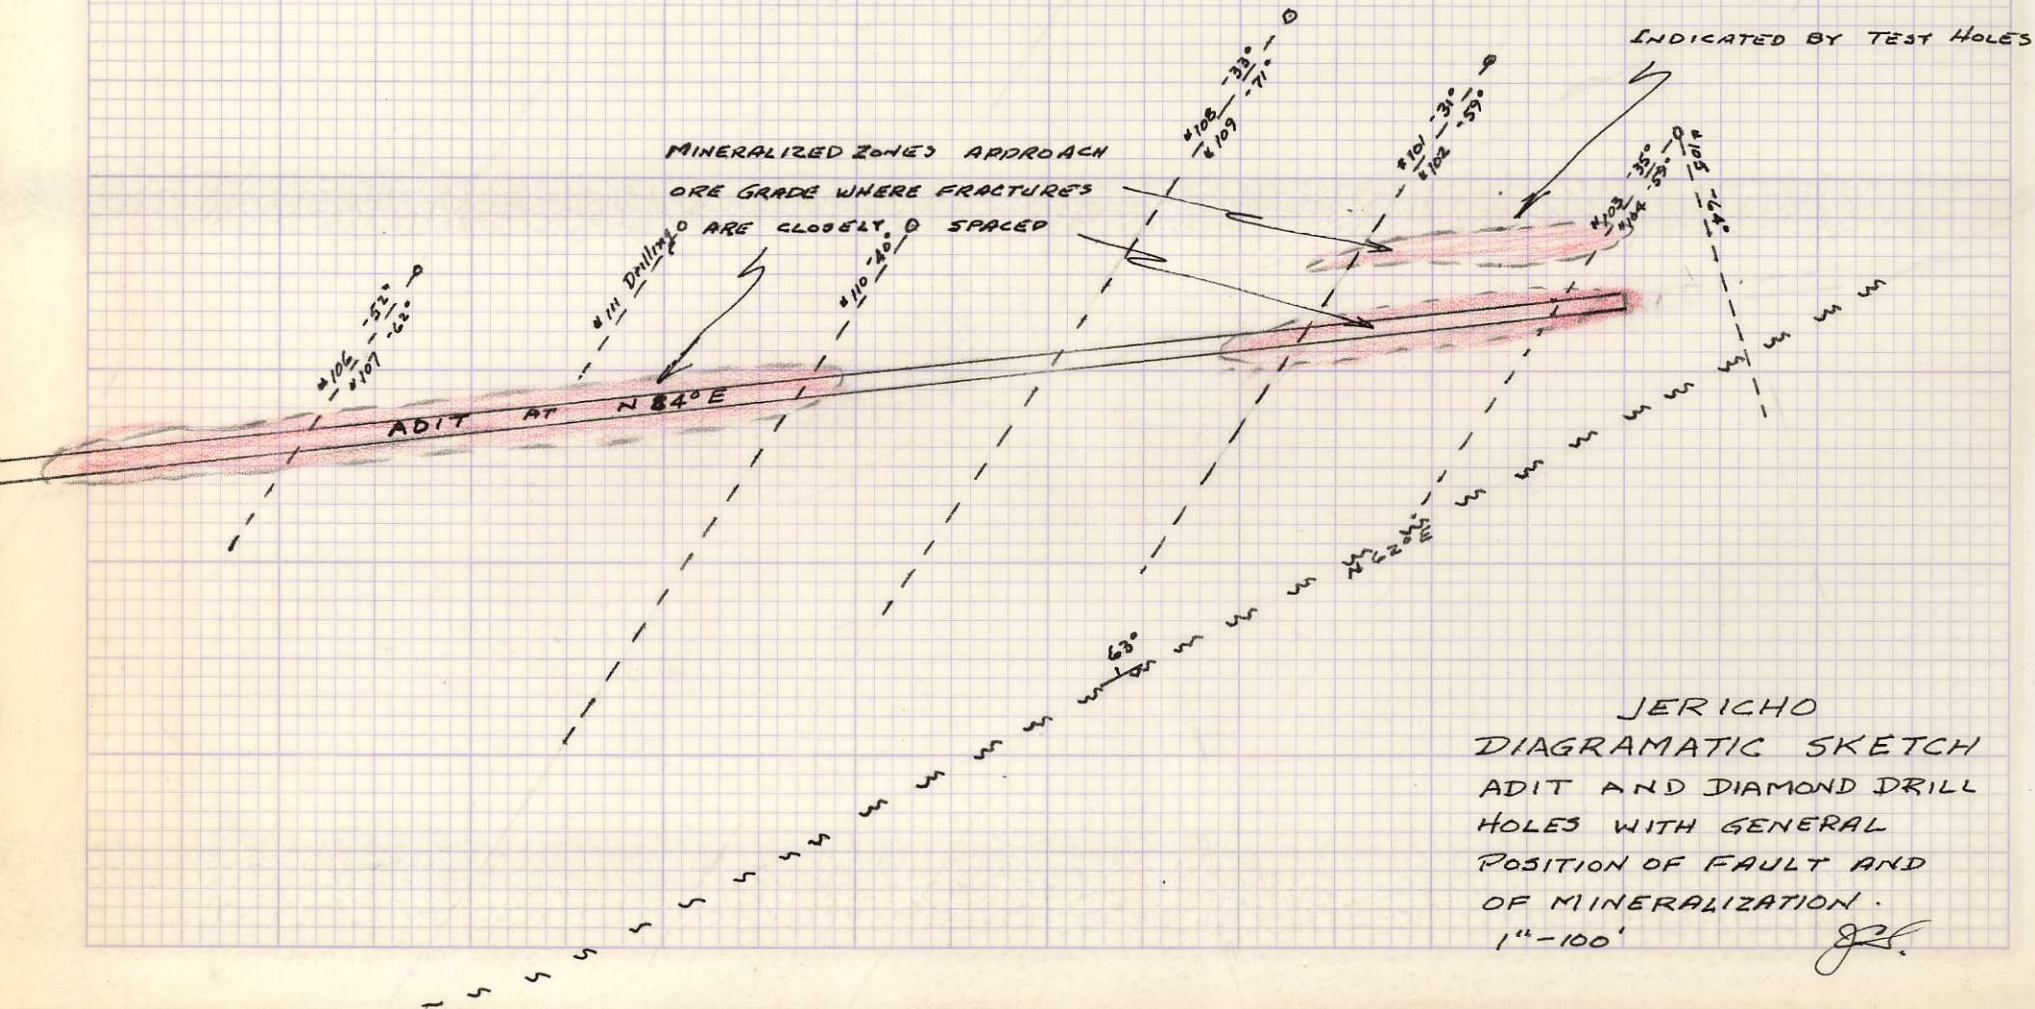 INDICATED BY TEST HOLES
#108 -33°
#109 -71°
#101 -31°
#102 -59°
#103 -35°
#104 -59°
#105 -46°
MINERALIZED ZONES APPROACH
ORE GRADE WHERE FRACTURES
ARE CLOSELY SPACED
#106 -52°
#107 -62°
#111 Drilling
#110 -40°
ADIT AT N 84° E
N 62° E
63°
JERICHO
DIAGRAMATIC SKETCH
ADIT AND DIAMOND DRILL
HOLES WITH GENERAL
POSITION OF FAULT AND
OF MINERALIZATION.
1"-100'